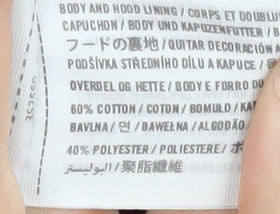 BODY AND HOOD LINING / CORPS ET DOUBLU
CAPUCHON / BODY UND KAPUZENFUTTER / B
フードの裏地 / QUITAR DECORACIÓN A
PODŠÍVKA STŘEDNÍHO DÍLU A KAPUCE /
OVERDEL OG HETTE / BODY E FORRO DO
60% COTTON / COTON / BOMULD / KAT
BAVLNA / 면 / BAWEŁNA / ALGODÃO
40% POLYESTER / POLIESTERE / ポ
البوليستر / 聚脂纖維